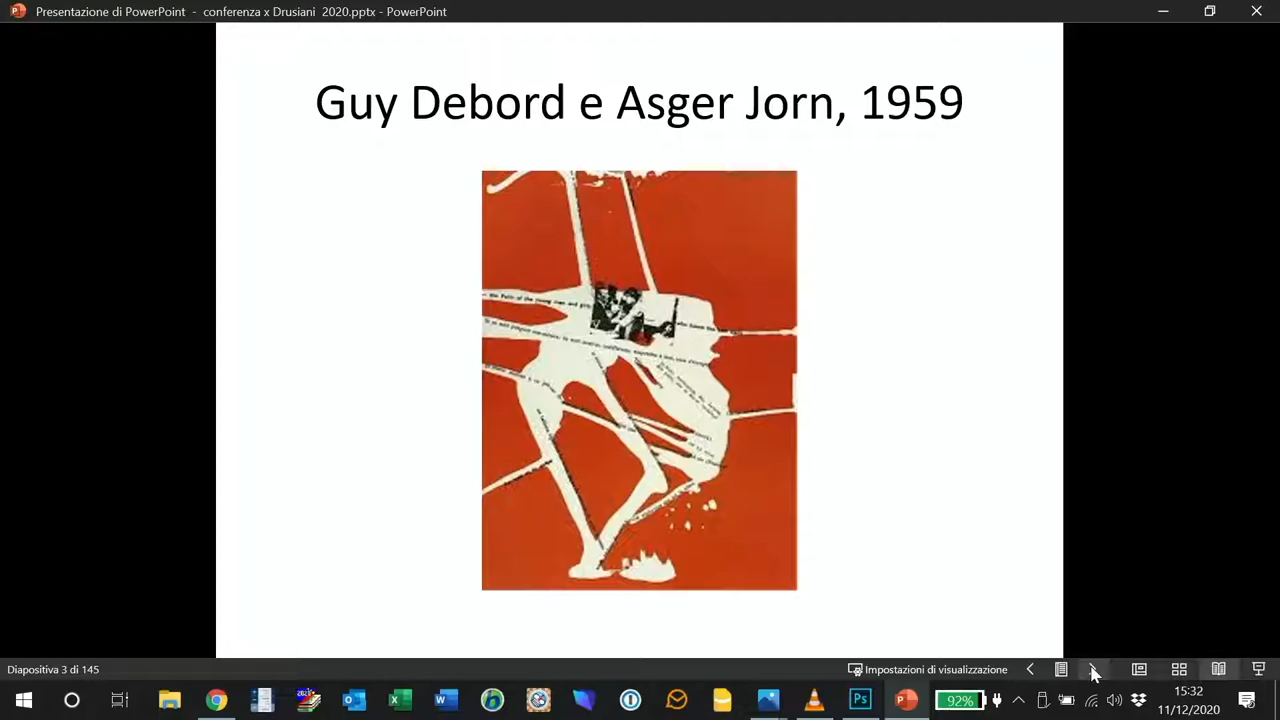 Presentazione di PowerPoint - conferenza x Drusiani 2020.pptx - PowerPoint
Guy Debord e Asger Jorn, 1959
Diapositiva 3 di 145
Impostazioni di visualizzazione
92%
15:32
11/12/2020